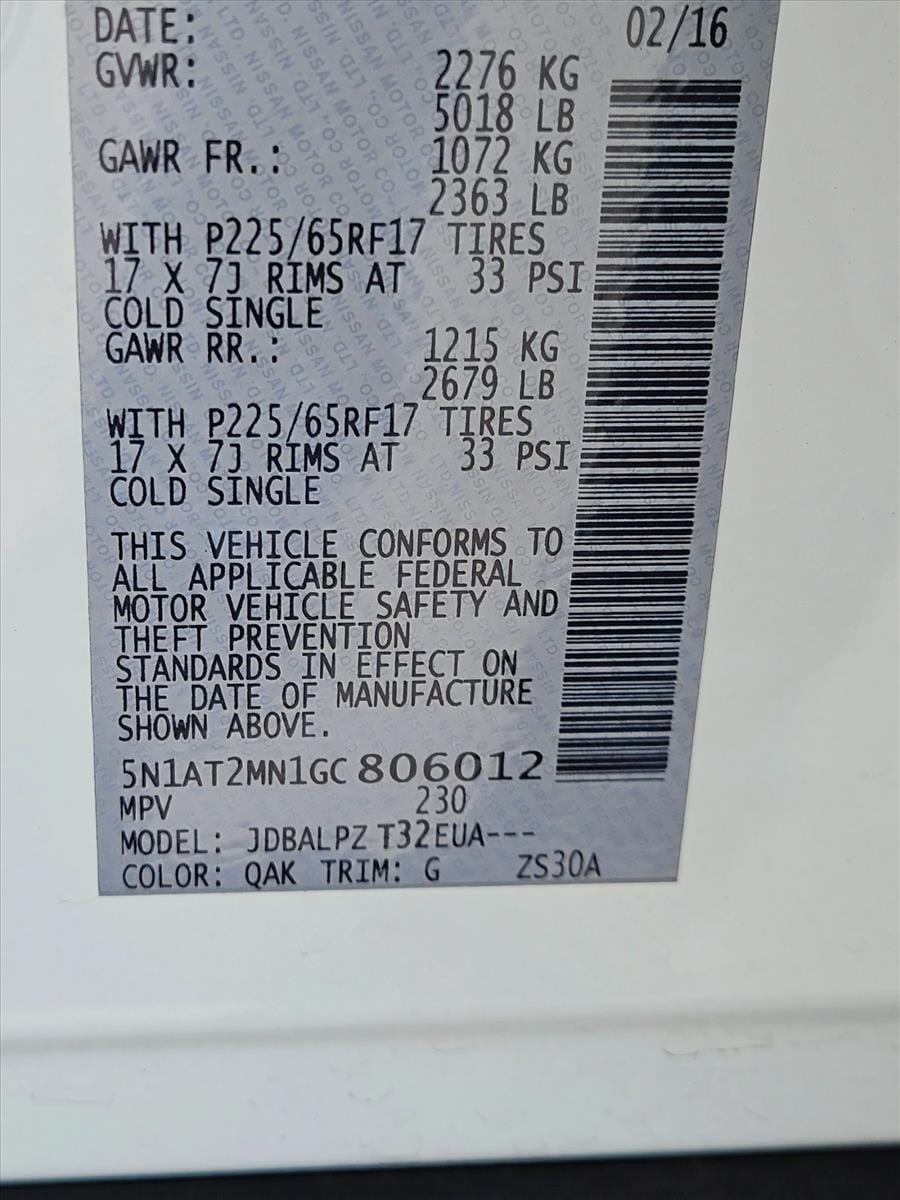 DATE: 02/16
GVWR: 2276 KG
5018 LB
GAWR FR.: 1072 KG
2363 LB
WITH P225/65RF17 TIRES
17 X 7J RIMS AT 33 PSI
COLD SINGLE
GAWR RR.: 1215 KG
2679 LB
WITH P225/65RF17 TIRES
17 X 7J RIMS AT 33 PSI
COLD SINGLE
THIS VEHICLE CONFORMS TO
ALL APPLICABLE FEDERAL
MOTOR VEHICLE SAFETY AND
THEFT PREVENTION
STANDARDS IN EFFECT ON
THE DATE OF MANUFACTURE
SHOWN ABOVE.
5N1AT2MN1GC 806012
MPV 230
MODEL: JDBALPZ T32EUA---
COLOR: QAK TRIM: G ZS30A